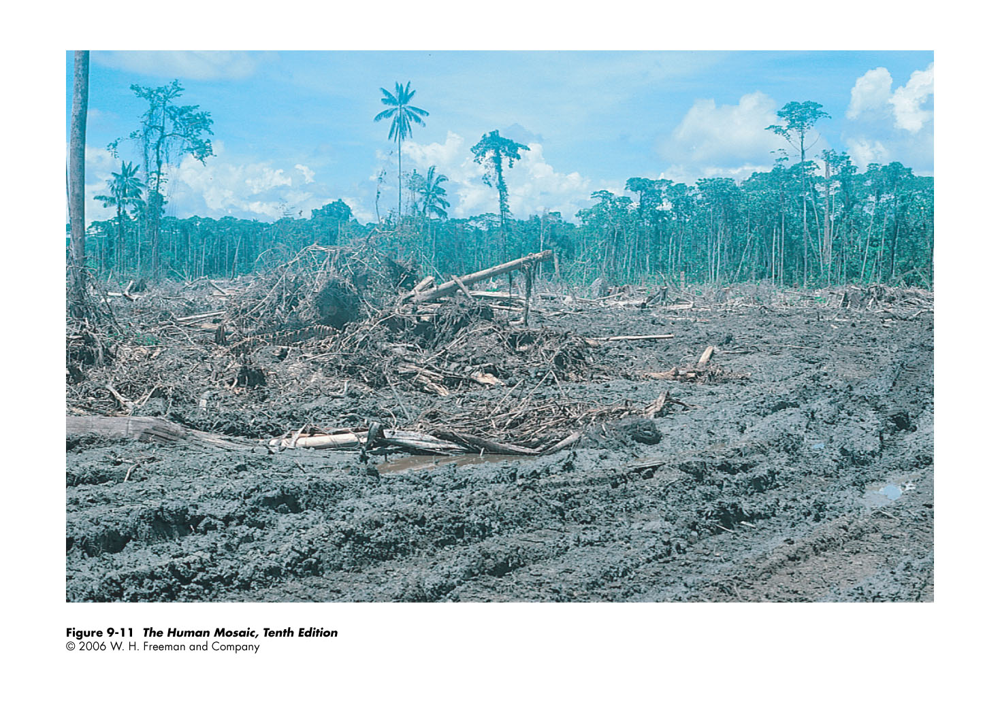 Figure 9-11 The Human Mosaic, Tenth Edition
© 2006 W. H. Freeman and Company